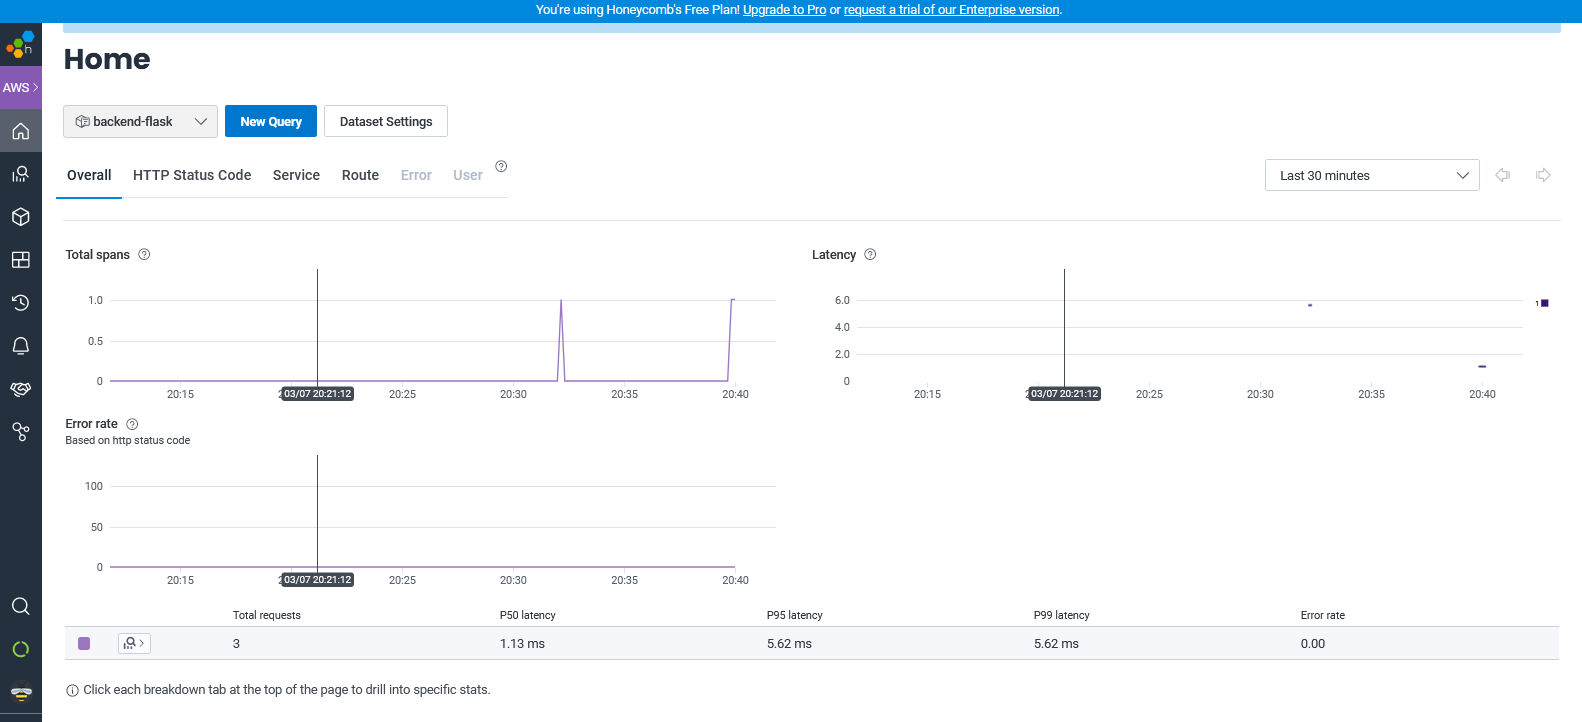 You're using Honeycomb's Free Plan! Upgrade to Pro or request a trial of our Enterprise version.
h
AWS
Home
backend-flask New Query Dataset Settings
Overall HTTP Status Code Service Route Error User
Last 30 minutes
Total spans
1.0
0.5
0
20:15 03/07 20:21:12 20:25 20:30 20:35 20:40
Latency
6.0
4.0
2.0
0
20:15 03/07 20:21:12 20:25 20:30 20:35 20:40
1
Error rate
Based on http status code
100
50
0
20:15 03/07 20:21:12 20:25 20:30 20:35 20:40
Total requests P50 latency P95 latency P99 latency Error rate
3 1.13 ms 5.62 ms 5.62 ms 0.00
Click each breakdown tab at the top of the page to drill into specific stats.